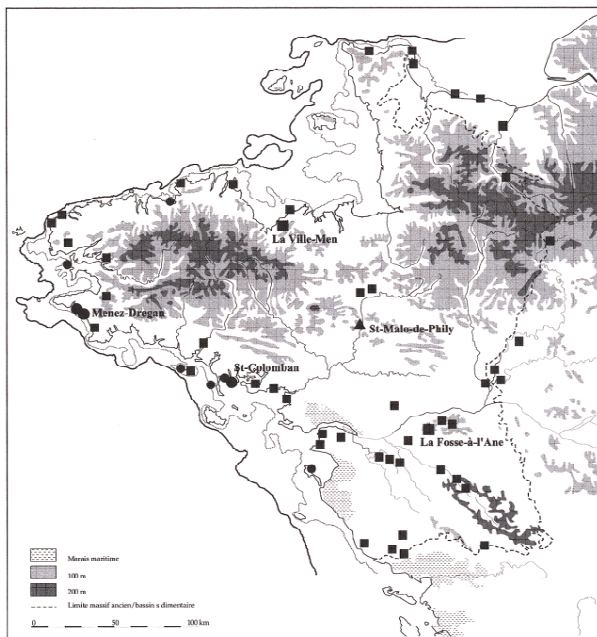 La Ville-Men
Menez-Dregan
St-Malo-de-Phily
St-Colomban
La Fosse-à-l'Ane
Marais maritime
100 m
200 m
Limite massif ancien/bassin s dimentaire
0 50 100 km